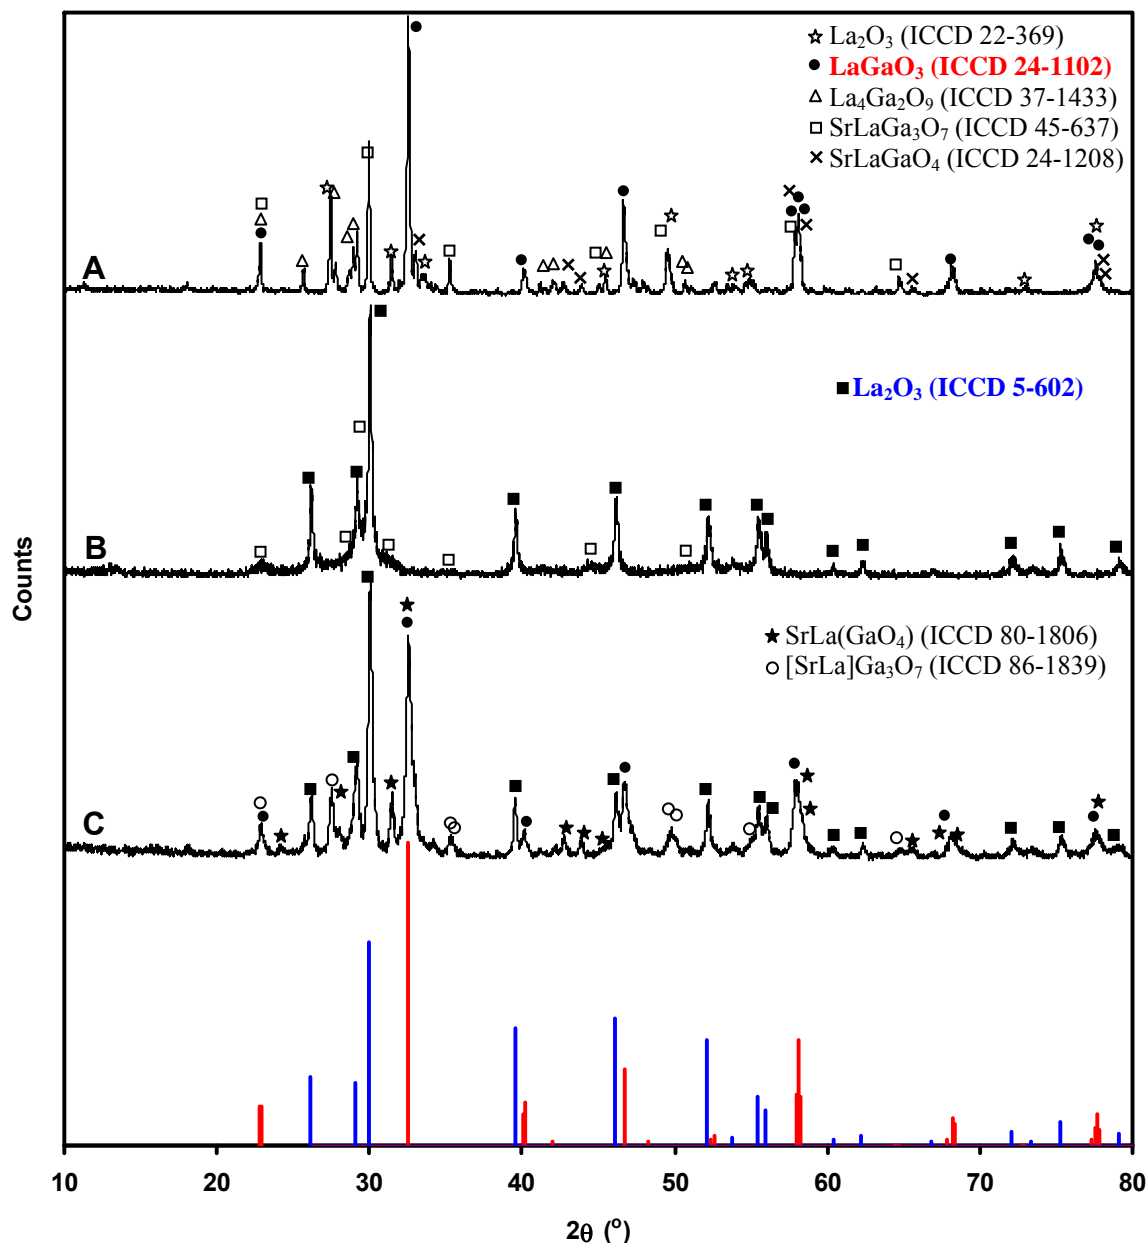 La₂O₃ (ICCD 22-369)
LaGaO₃ (ICCD 24-1102)
La₄Ga₂O₉ (ICCD 37-1433)
SrLaGa₃O₇ (ICCD 45-637)
SrLaGaO₄ (ICCD 24-1208)
A
La₂O₃ (ICCD 5-602)
B
Counts
SrLa(GaO₄) (ICCD 80-1806)
[SrLa]Ga₃O₇ (ICCD 86-1839)
C
10 20 30 40 50 60 70 80
2θ (°)